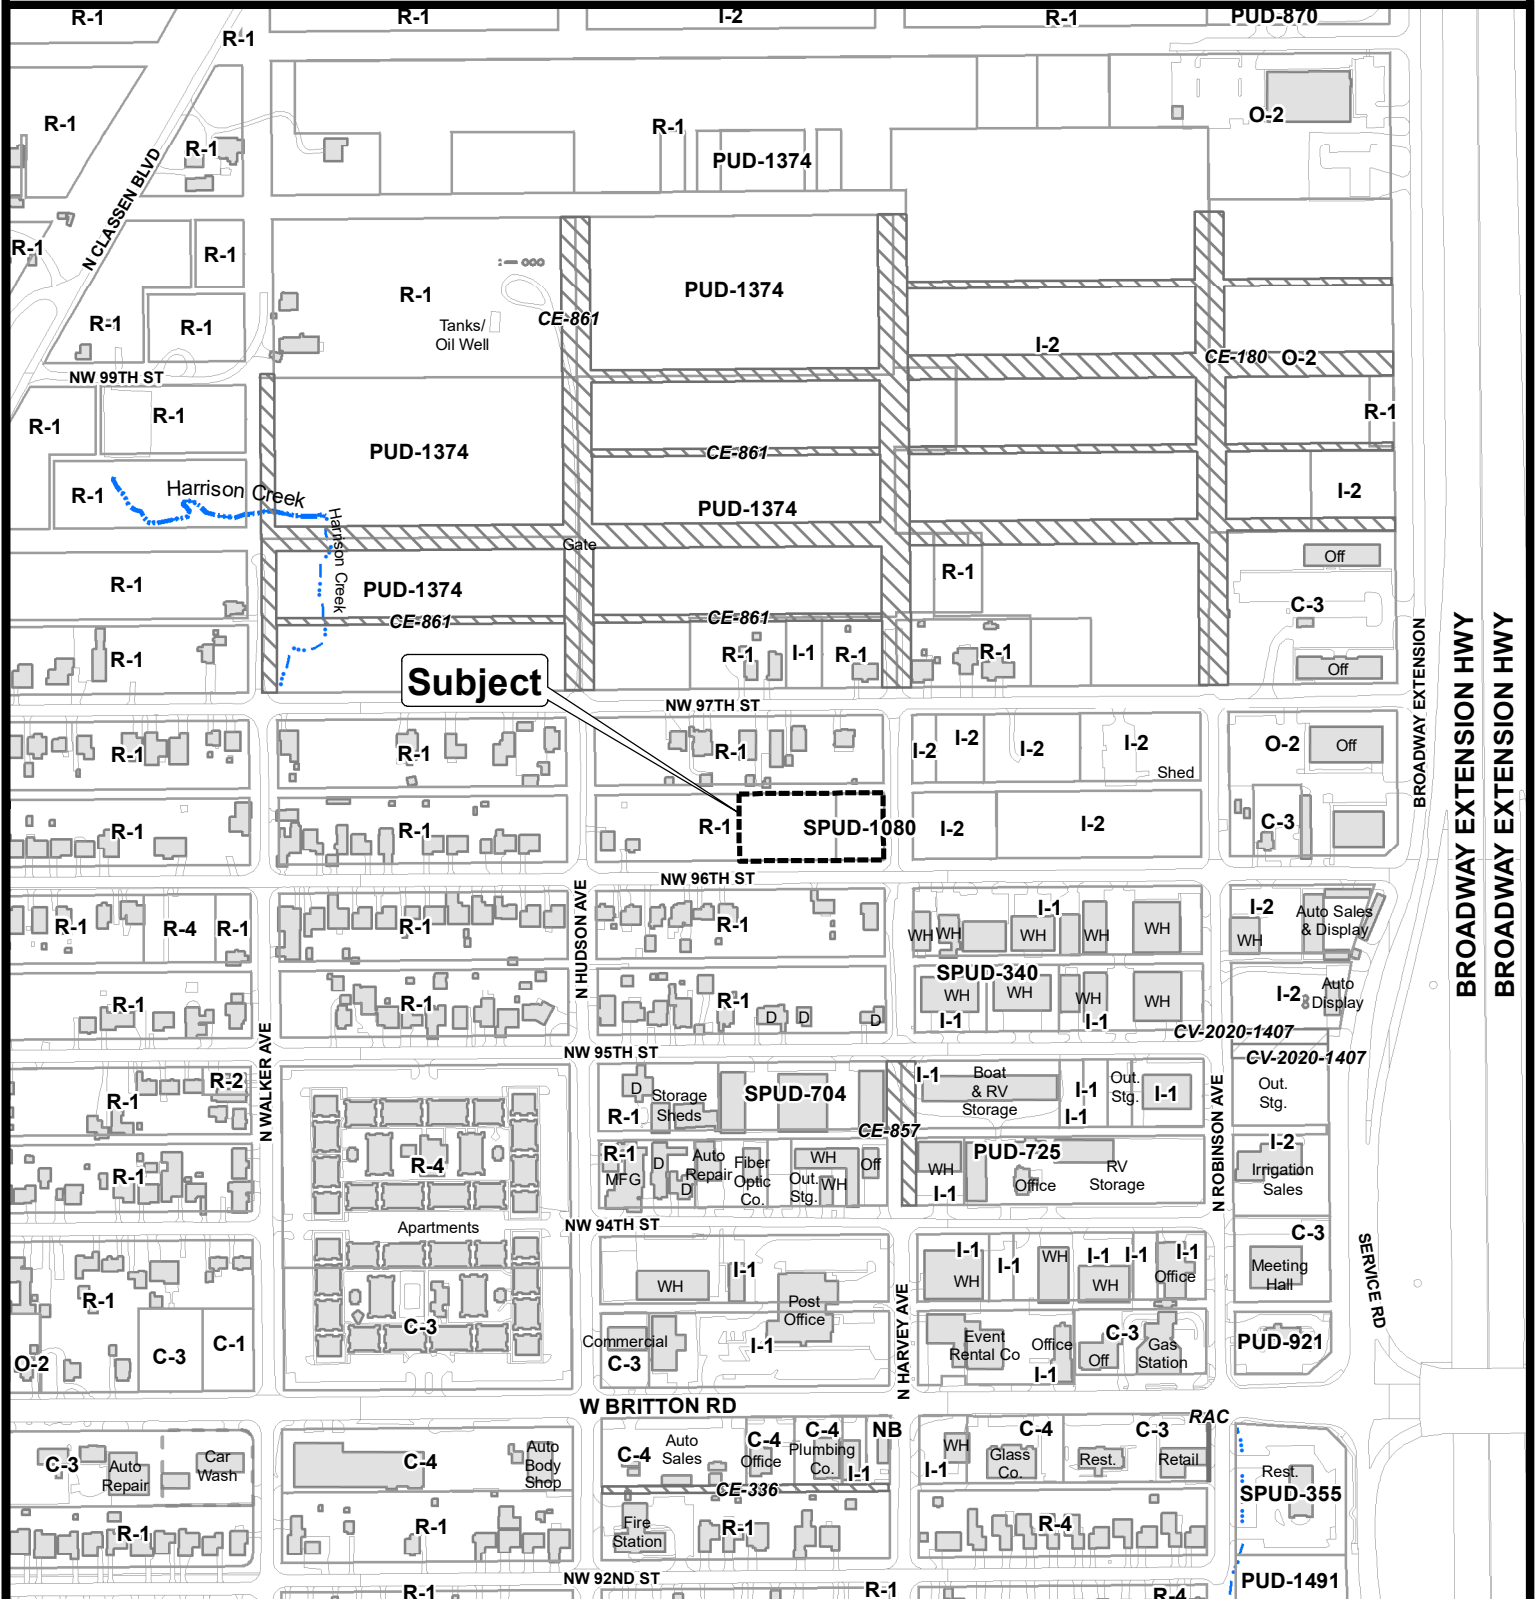 R-1
R-1
I-2
R-1
PUD-870
R-1
R-1
R-1
R-1
PUD-1374
O-2
N CLASSEN BLVD
R-1
R-1
R-1
R-1
R-1
Tanks/
Oil Well
CE-861
PUD-1374
I-2
CE-180
O-2
NW 99TH ST
R-1
R-1
R-1
PUD-1374
CE-861
R-1
Harrison Creek
Harrison Creek
PUD-1374
I-2
Gate
R-1
PUD-1374
CE-861
CE-861
R-1
Off
C-3
R-1
R-1
I-1
R-1
R-1
Off
Subject
NW 97TH ST
BROADWAY EXTENSION
BROADWAY EXTENSION HWY
BROADWAY EXTENSION HWY
R-1
R-1
R-1
I-2
I-2
I-2
I-2
Shed
O-2
Off
R-1
R-1
R-1
SPUD-1080
I-2
I-2
C-3
NW 96TH ST
N HUDSON AVE
R-1
R-4
R-1
R-1
R-1
I-1
WH
WH
WH
WH
WH
I-2
WH
Auto Sales
& Display
R-1
R-1
R-1
D
D
D
SPUD-340
WH
WH
WH
WH
I-1
I-1
I-2
Auto
Display
CV-2020-1407
CV-2020-1407
NW 95TH ST
N WALKER AVE
R-2
R-1
D
Storage
Sheds
R-1
SPUD-704
CE-857
I-1
Boat
& RV
Storage
I-1
I-1
Out.
Stg.
I-1
N ROBINSON AVE
Out.
Stg.
R-1
R-4
R-1
MFG
D
D
Auto
Repair
Fiber
Optic
Co.
WH
Out.
Stg.
WH
Off
PUD-725
WH
I-1
Office
RV
Storage
I-2
Irrigation
Sales
Apartments
NW 94TH ST
R-1
WH
I-1
Post
Office
I-1
WH
I-1
WH
I-1
WH
I-1
I-1
Office
C-3
Meeting
Hall
SERVICE RD
O-2
C-3
C-1
C-3
Commercial
C-3
I-1
N HARVEY AVE
Event
Rental Co
Office
I-1
C-3
Off
Gas
Station
PUD-921
W BRITTON RD
RAC
C-3
Auto
Repair
Car
Wash
C-4
Auto
Body
Shop
C-4
Auto
Sales
C-4
Office
C-4
Plumbing
Co.
I-1
NB
WH
I-1
C-4
Glass
Co.
Rest.
C-3
Retail
Rest.
SPUD-355
CE-336
R-1
R-1
Fire
Station
R-1
R-4
NW 92ND ST
R-1
R-1
R-4
PUD-1491